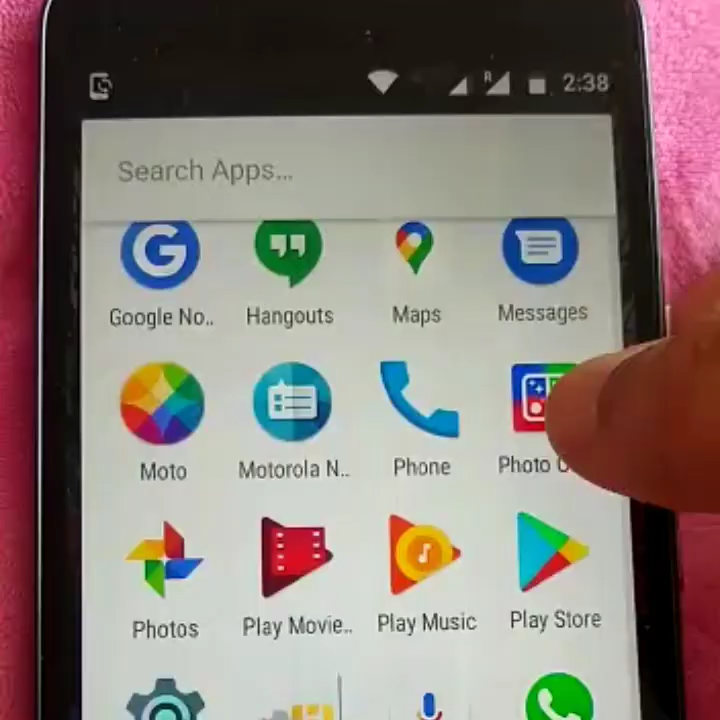 R 2:38
Search Apps...
Google No.. Hangouts Maps Messages
Moto Motorola N.. Phone Photo
Photos Play Movie.. Play Music Play Store